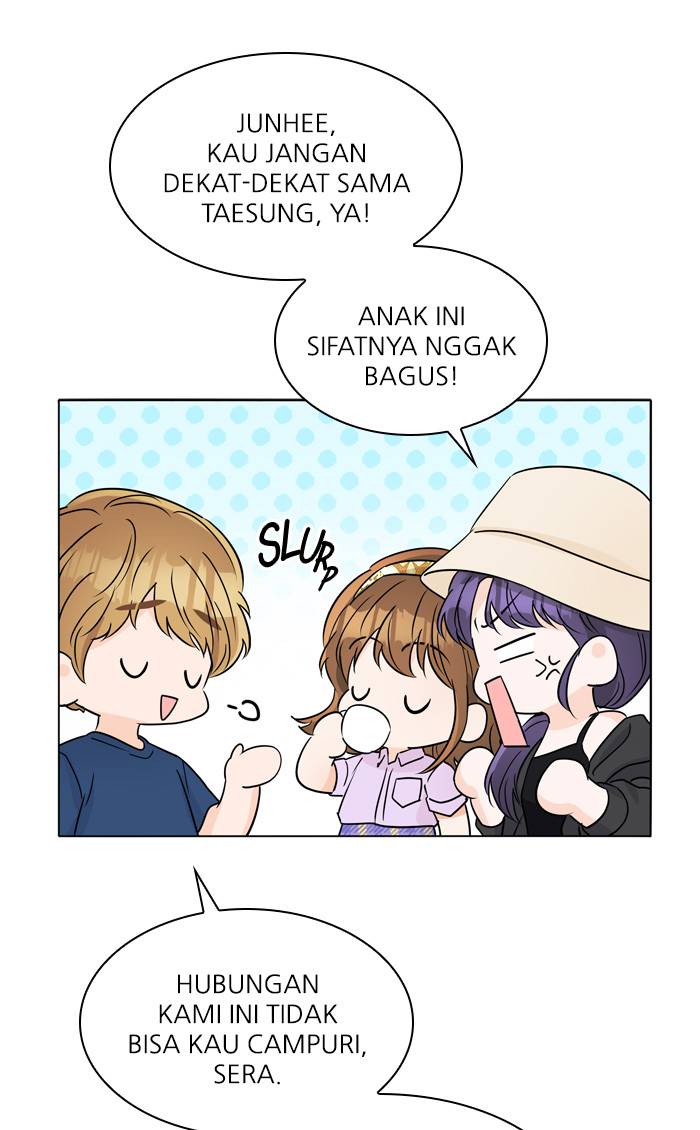 JUNHEE,
KAU JANGAN
DEKAT-DEKAT SAMA
TAESUNG, YA!
ANAK INI
SIFATNYA NGGAK
BAGUS!
SLURP
HUBUNGAN
KAMI INI TIDAK
BISA KAU CAMPURI,
SERA.